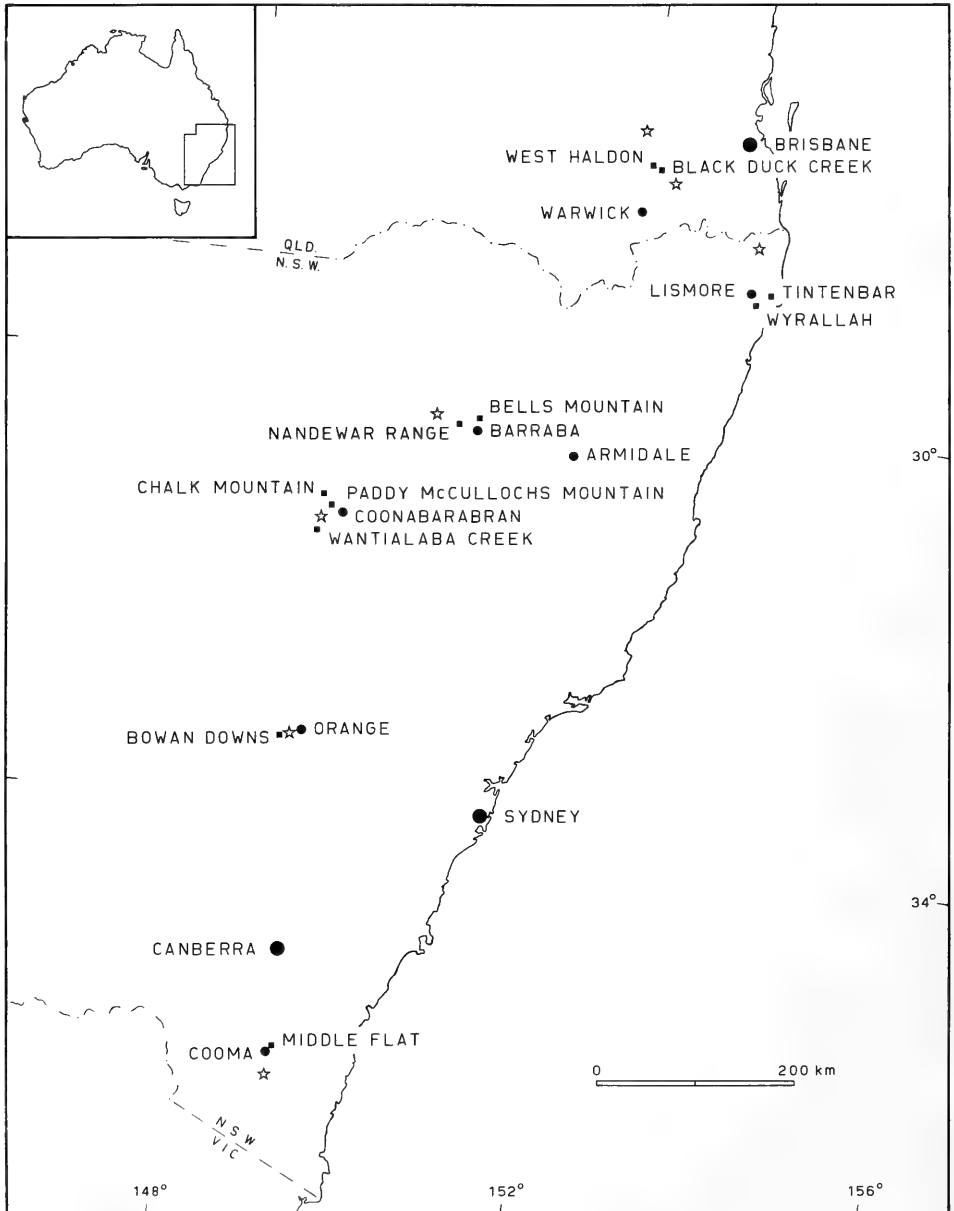 BRISBANE
WEST HALDON
BLACK DUCK CREEK
WARWICK
QLD.
N.S.W.
LISMORE
TINTENBAR
WYRALLAH
BELLS MOUNTAIN
NANDEWAR RANGE
BARRABA
ARMIDALE
30°
CHALK MOUNTAIN
PADDY McCULLOCHS MOUNTAIN
COONABARABRAN
WANTIALABA CREEK
ORANGE
BOWAN DOWNS
SYDNEY
34°
CANBERRA
MIDDLE FLAT
COOMA
0 200 km
NSW
VIC
148° 152° 156°